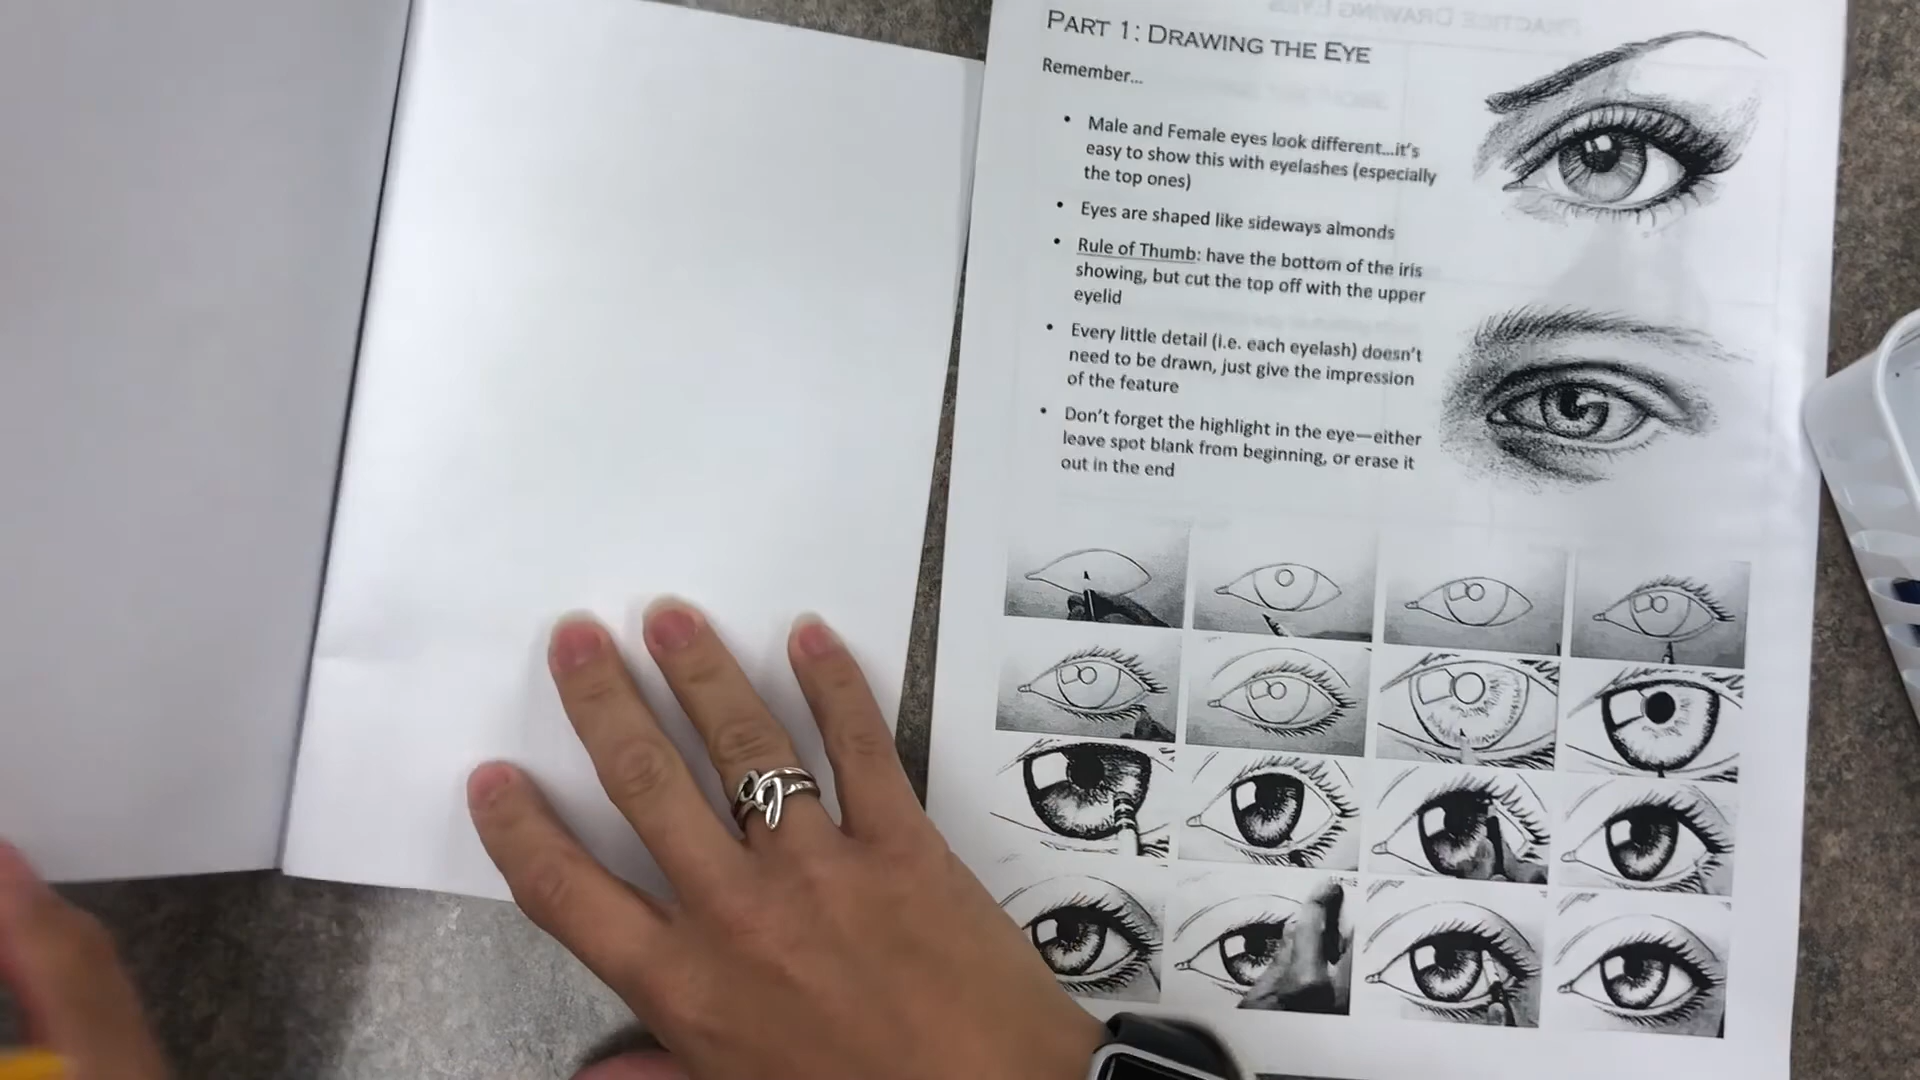 PART 1: DRAWING THE EYE
Remember...
• Male and Female eyes look different...it's
easy to show this with eyelashes (especially
the top ones)
• Eyes are shaped like sideways almonds
• Rule of Thumb: have the bottom of the iris
showing, but cut the top off with the upper
eyelid
• Every little detail (i.e. each eyelash) doesn't
need to be drawn, just give the impression
of the feature
• Don't forget the highlight in the eye—either
leave spot blank from beginning, or erase it
out in the end